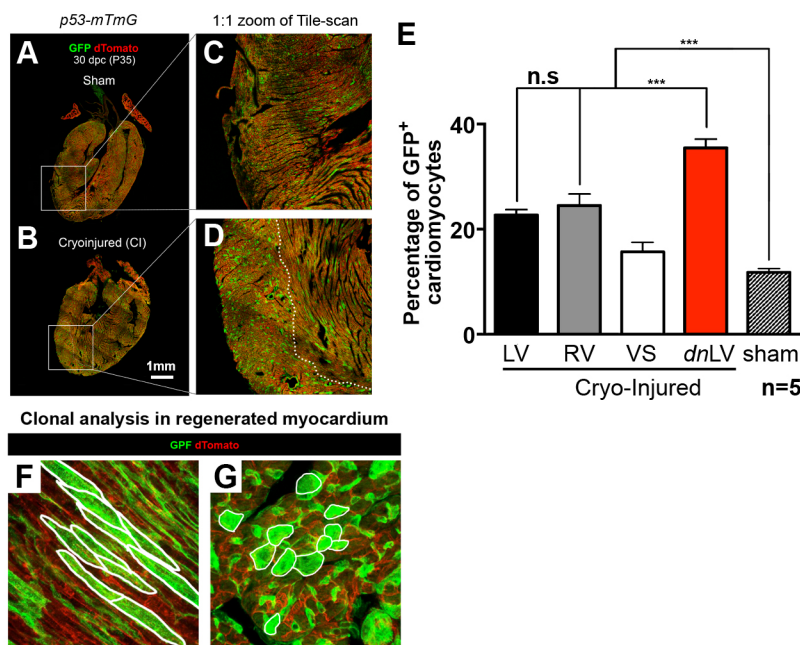 p53-mTmG
1:1 zoom of Tile-scan
A
GFP dTomato
30 dpc (P35)
Sham
C
B
Cryoinjured (CI)
1mm
D
E
***
n.s
***
Percentage of GFP+
cardiomyocytes
40
20
0
LV RV VS dnLV sham
Cryo-Injured
n=5
Clonal analysis in regenerated myocardium
GPF dTomato
F
G